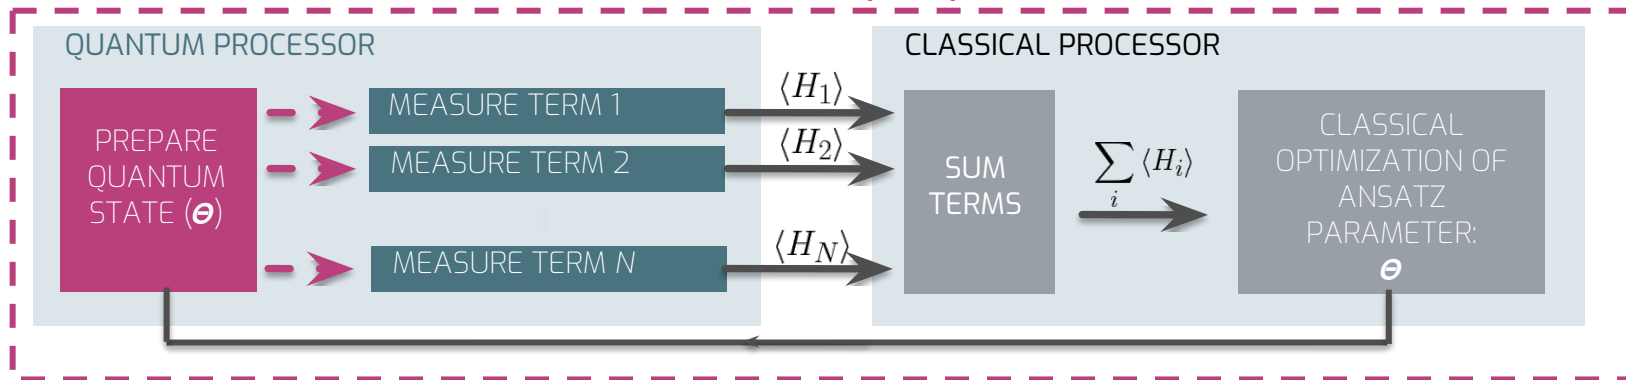 QUANTUM PROCESSOR
CLASSICAL PROCESSOR
PREPARE
QUANTUM
STATE (Θ)
MEASURE TERM 1
MEASURE TERM 2
⋮
MEASURE TERM N
⟨H₁⟩
⟨H₂⟩
⟨H_N⟩
SUM
TERMS
∑ᵢ ⟨Hᵢ⟩
CLASSICAL
OPTIMIZATION OF
ANSATZ
PARAMETER:
Θ